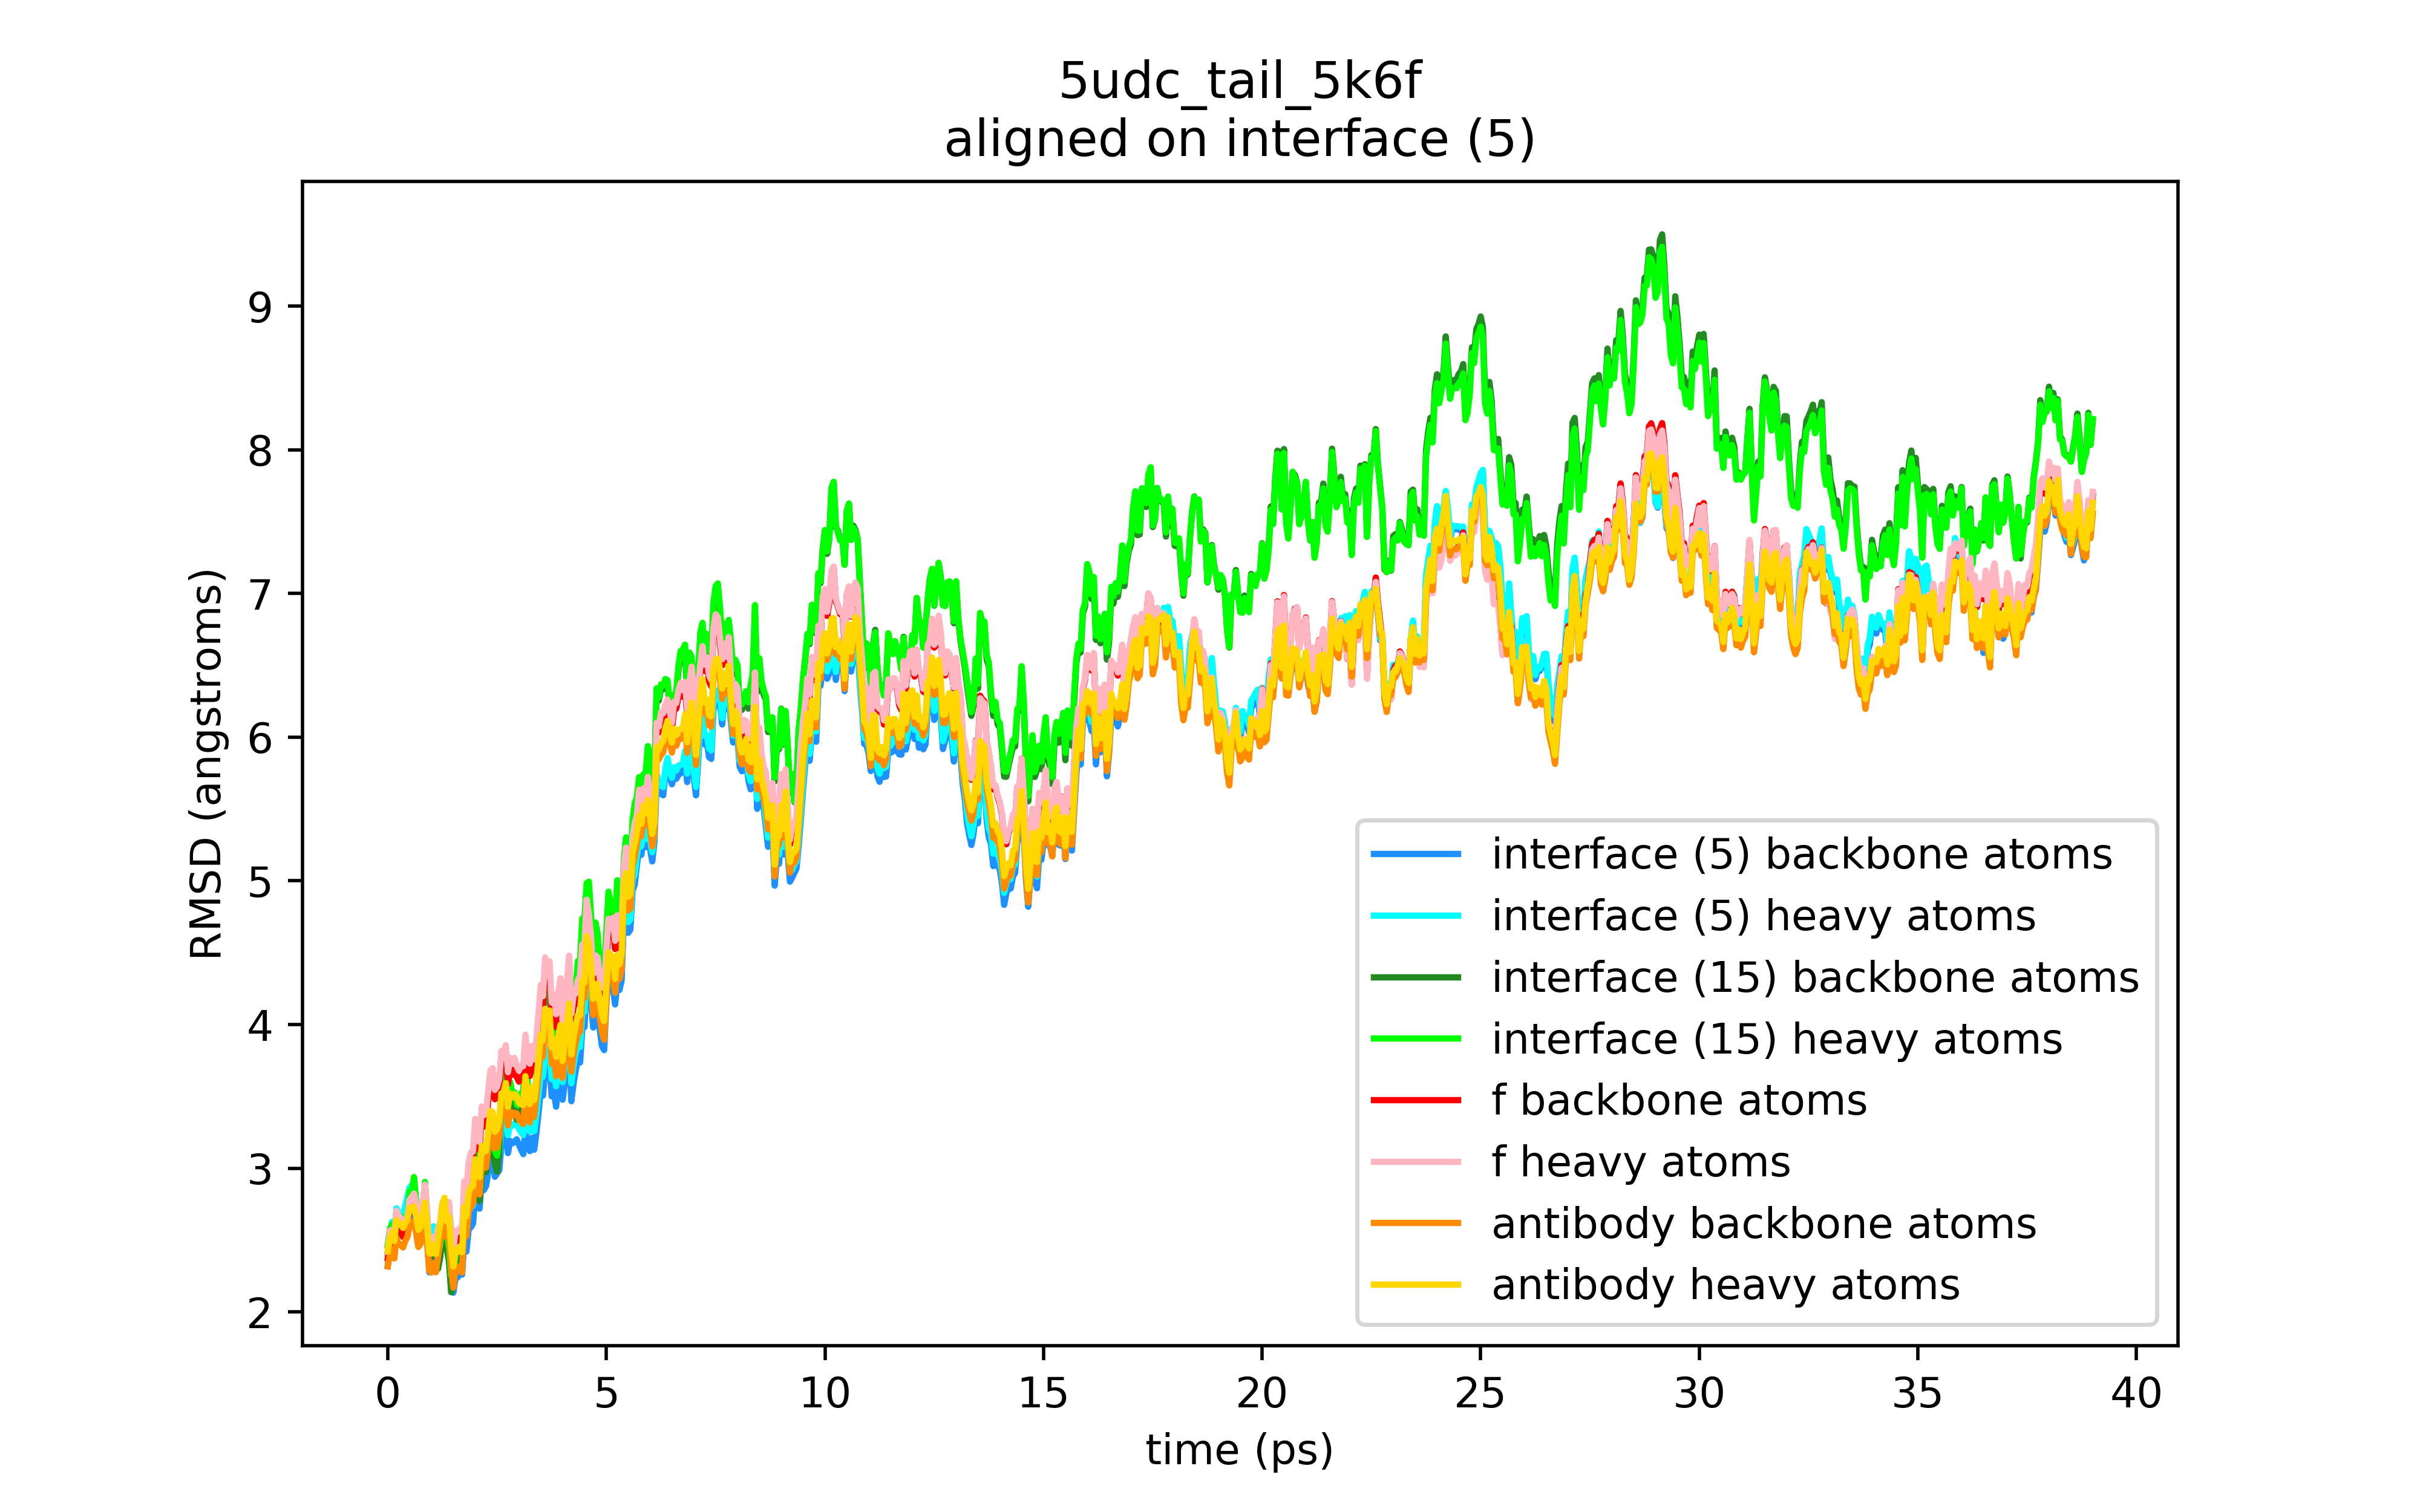 5udc_tail_5k6f
aligned on interface (5)
RMSD (angstroms)
9
8
7
6
5
4
3
2
interface (5) backbone atoms
interface (5) heavy atoms
interface (15) backbone atoms
interface (15) heavy atoms
f backbone atoms
f heavy atoms
antibody backbone atoms
antibody heavy atoms
0 5 10 15 20 25 30 35 40
time (ps)